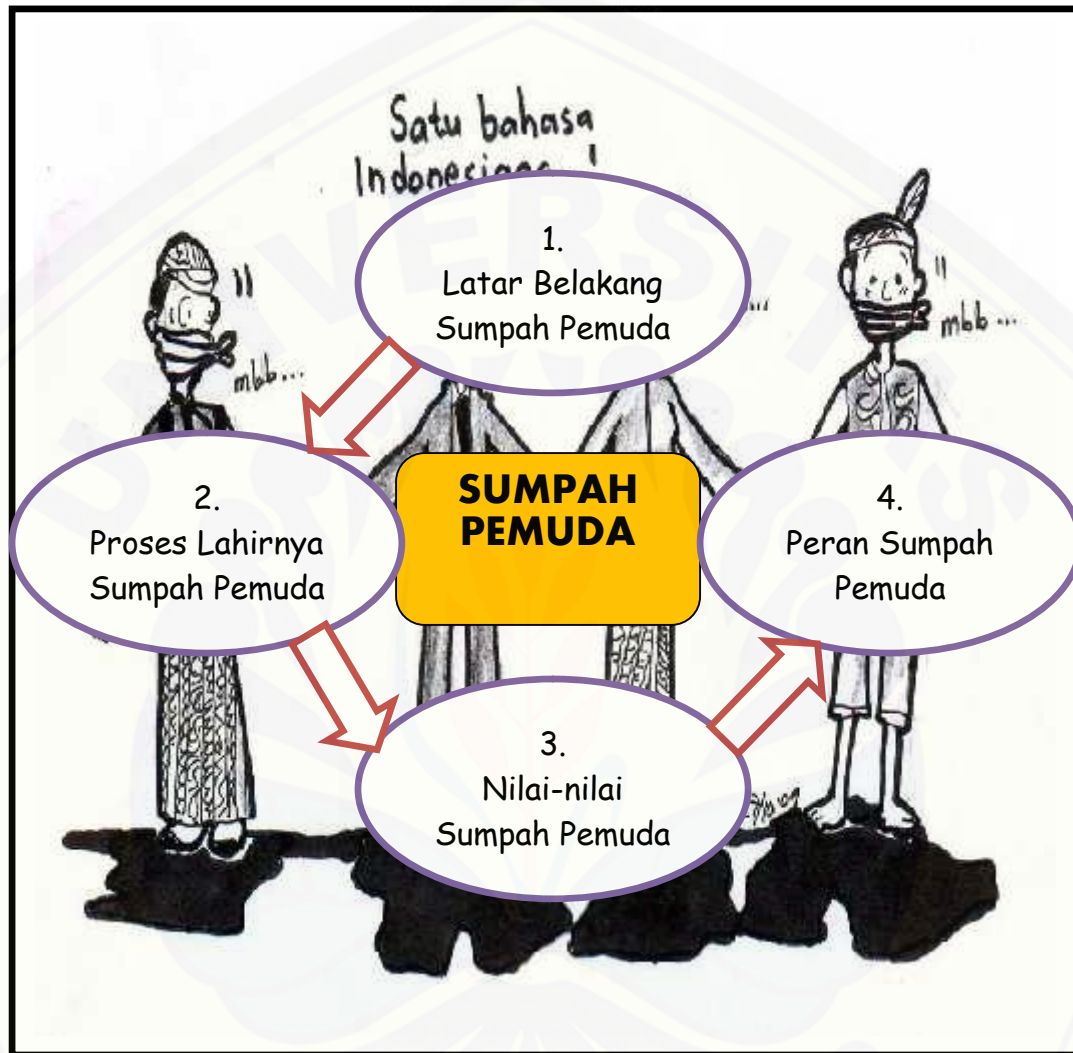 Satu bahasa
1.
Latar Belakang
Sumpah Pemuda
mbb...
mbb...
SUMPAH
PEMUDA
2.
Proses Lahirnya
Sumpah Pemuda
4.
Peran Sumpah
Pemuda
3.
Nilai-nilai
Sumpah Pemuda